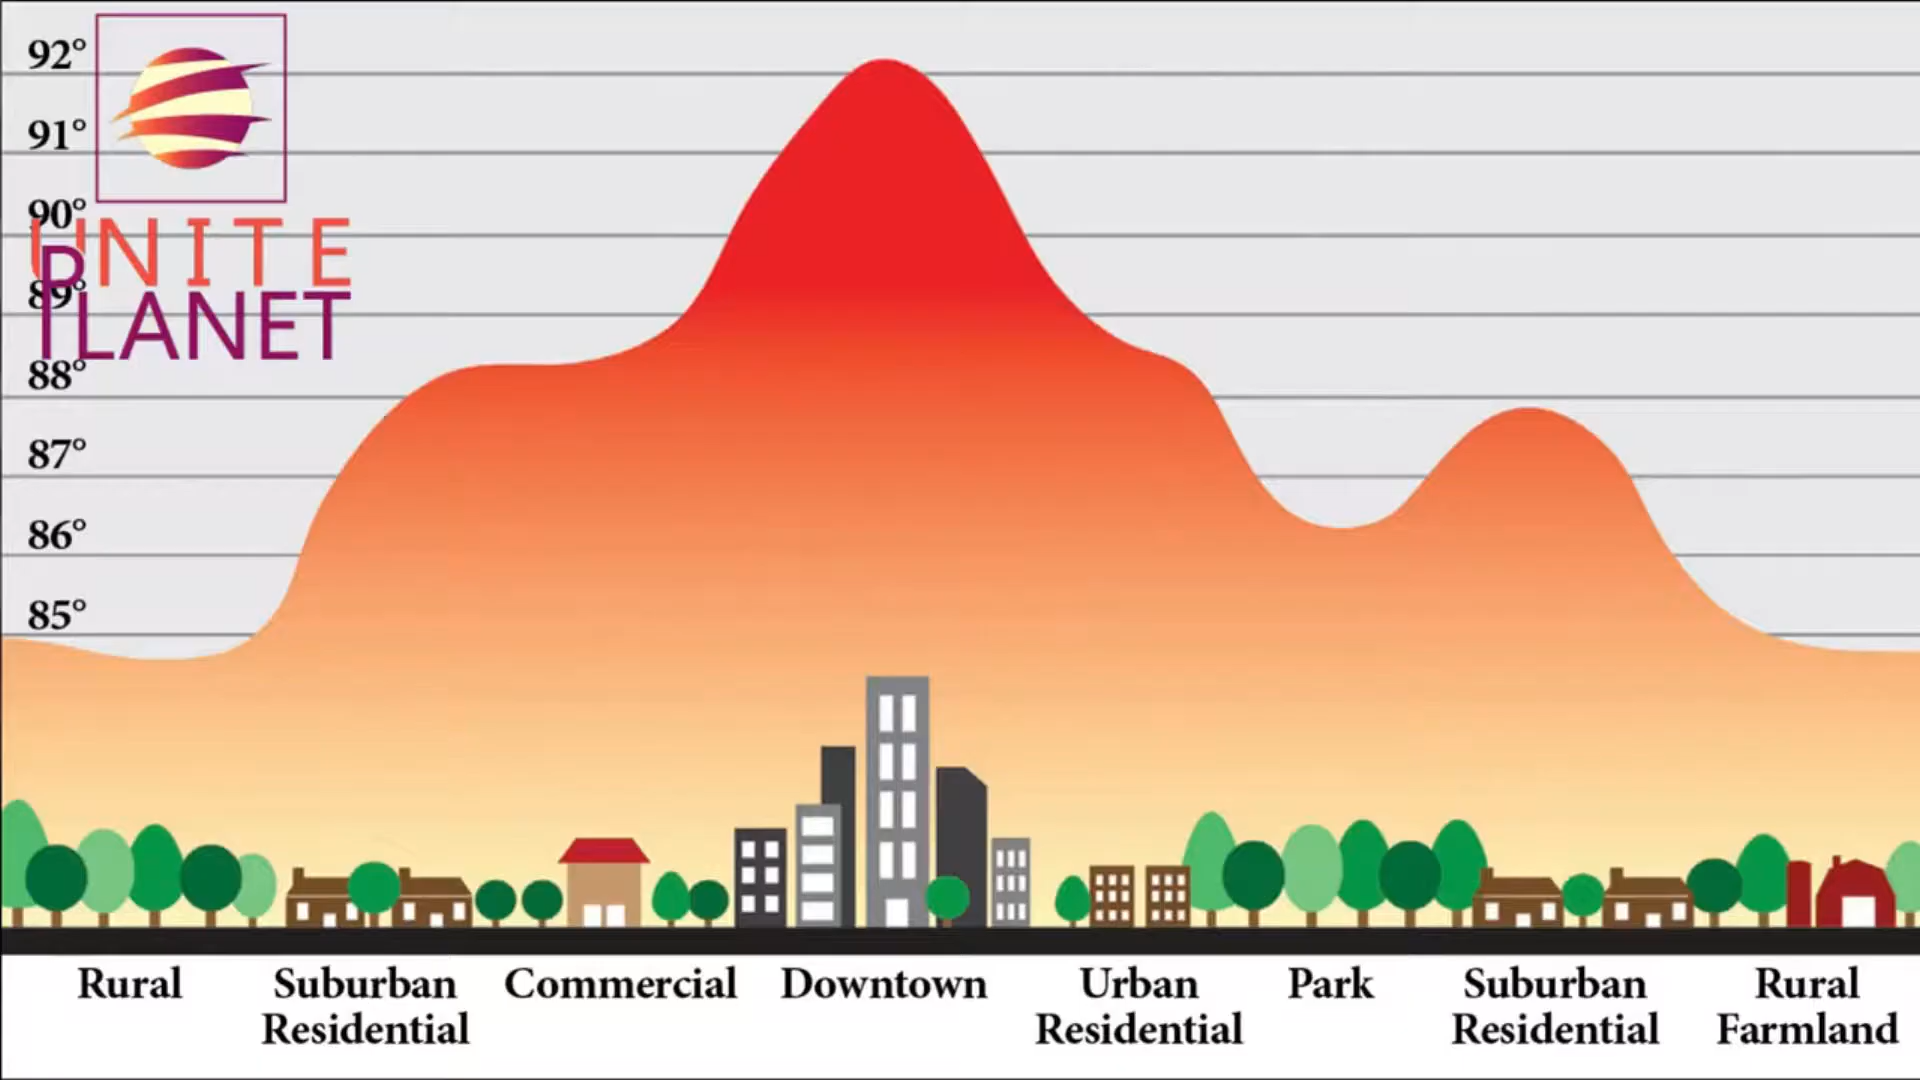 92°
91°
90°
89°
88°
87°
86°
85°
UNITE
PLANET
Rural
Suburban
Residential
Commercial
Downtown
Urban
Residential
Park
Suburban
Residential
Rural
Farmland